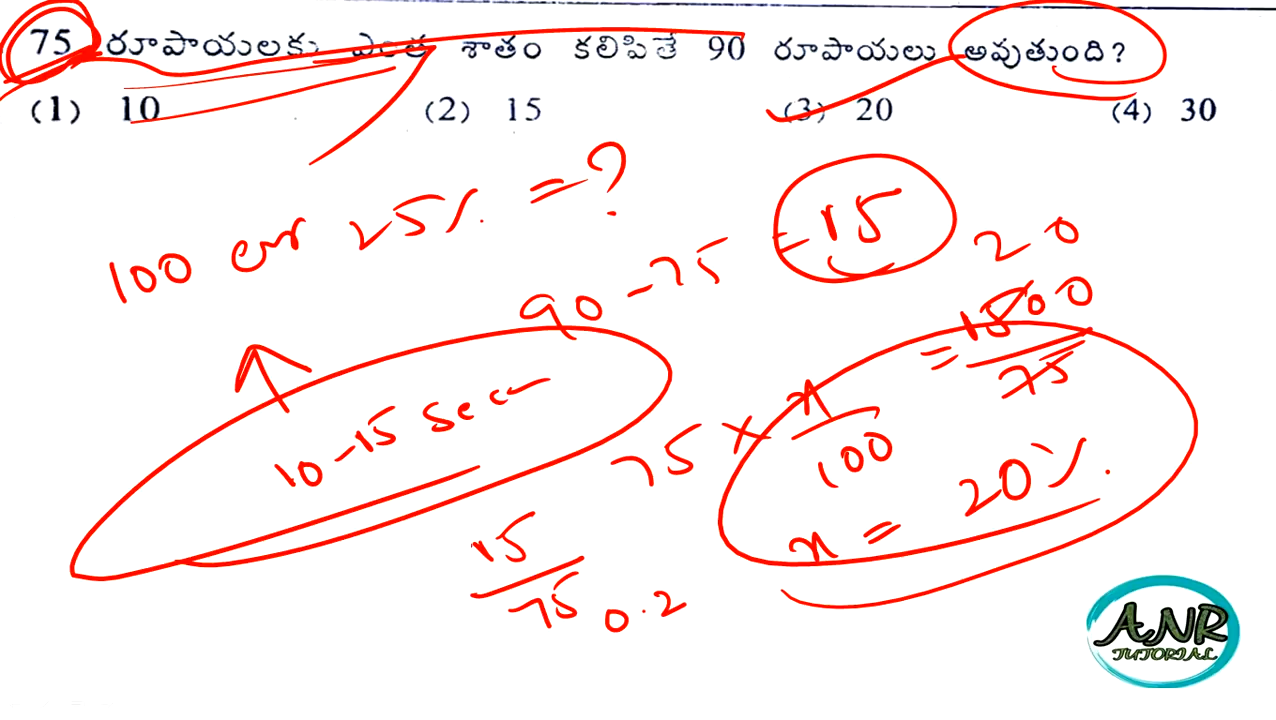 75 రూపాయలకు ఎంత శాతం కలిపితే 90 రూపాయలు అవుతుంది?
(1) 10 (2) 15 (3) 20 (4) 30
100 లో 25% = ?
90 - 75 = 15
20
= 1500
75
10-15 sec
75 × x
100
x = 20%.
15
75
0.2
ANR
TUTORIAL